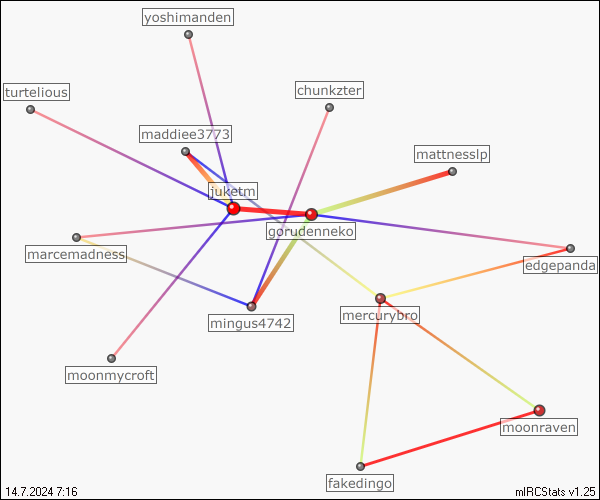 yoshimanden
turtelious
chunkzter
maddiee3773
mattnesslp
juketm
gorudenneko
marcemadness
edgepanda
mingus4742
mercurybro
moonmycroft
moonraven
fakedingo
14.7.2024 7:16
mIRCStats v1.25